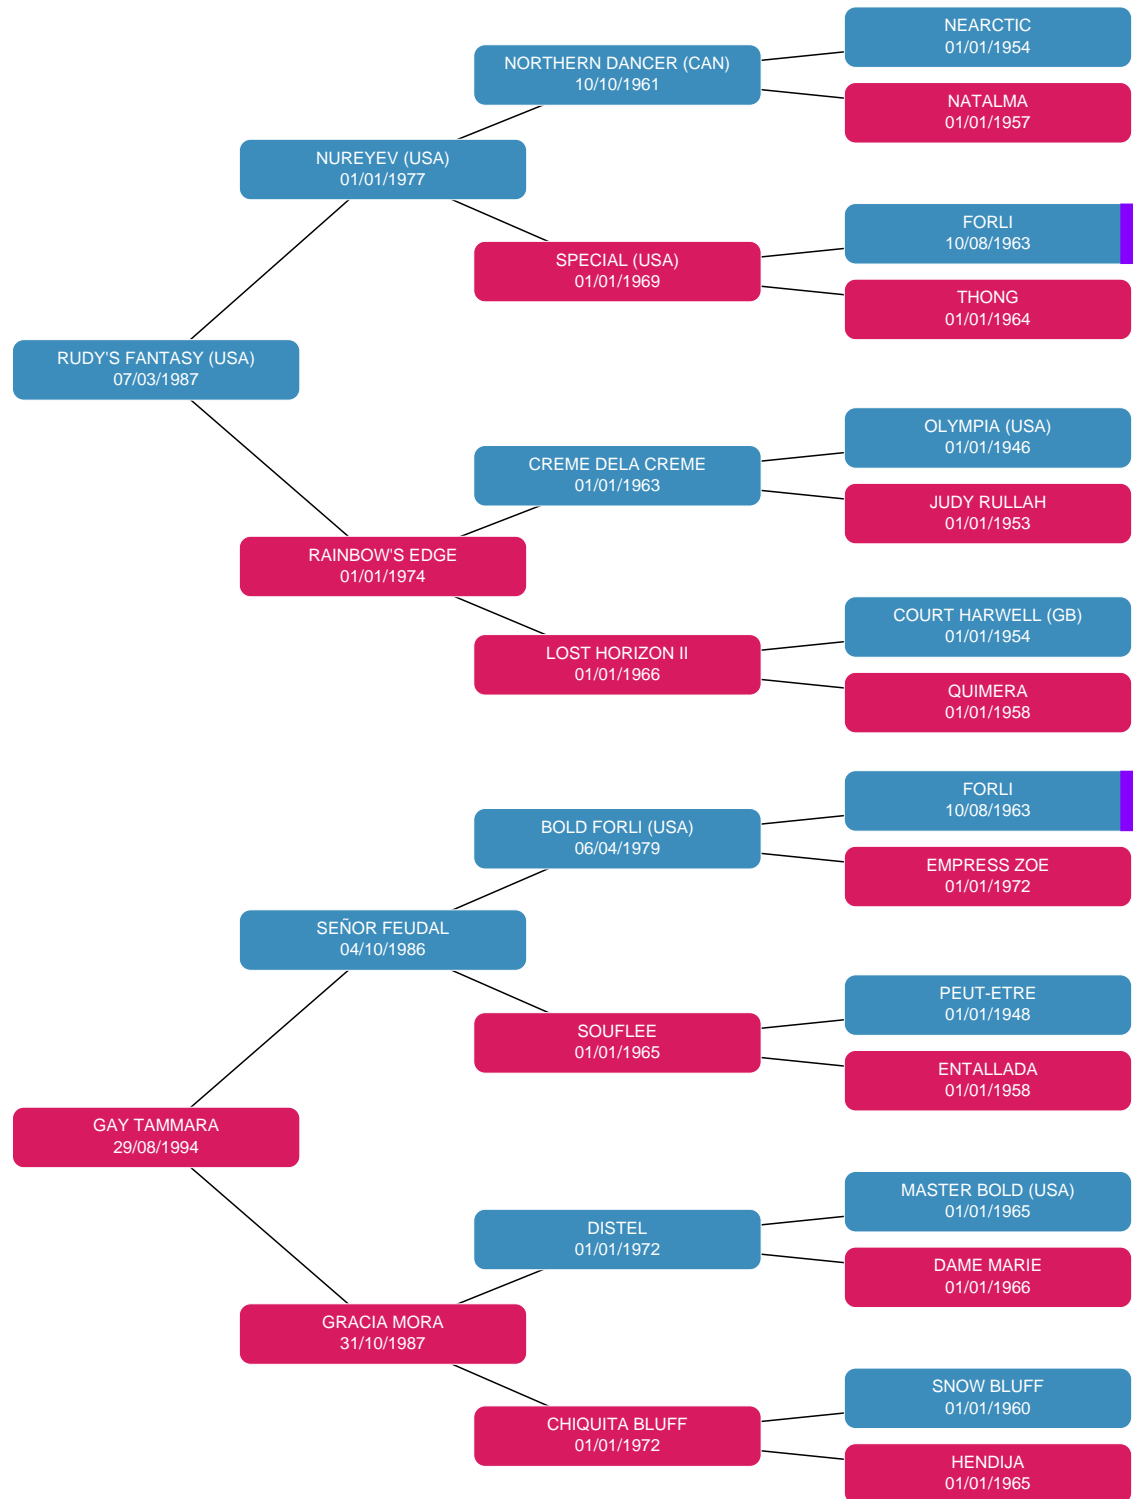 NEARCTIC
01/01/1954
NORTHERN DANCER (CAN)
10/10/1961
NATALMA
01/01/1957
NUREYEV (USA)
01/01/1977
FORLI
10/08/1963
SPECIAL (USA)
01/01/1969
THONG
01/01/1964
RUDY'S FANTASY (USA)
07/03/1987
OLYMPIA (USA)
01/01/1946
CREME DELA CREME
01/01/1963
JUDY RULLAH
01/01/1953
RAINBOW'S EDGE
01/01/1974
COURT HARWELL (GB)
01/01/1954
LOST HORIZON II
01/01/1966
QUIMERA
01/01/1958
FORLI
10/08/1963
BOLD FORLI (USA)
06/04/1979
EMPRESS ZOE
01/01/1972
SEÑOR FEUDAL
04/10/1986
PEUT-ETRE
01/01/1948
SOUFLEE
01/01/1965
ENTALLADA
01/01/1958
GAY TAMMARA
29/08/1994
MASTER BOLD (USA)
01/01/1965
DISTEL
01/01/1972
DAME MARIE
01/01/1966
GRACIA MORA
31/10/1987
SNOW BLUFF
01/01/1960
CHIQUITA BLUFF
01/01/1972
HENDIJA
01/01/1965